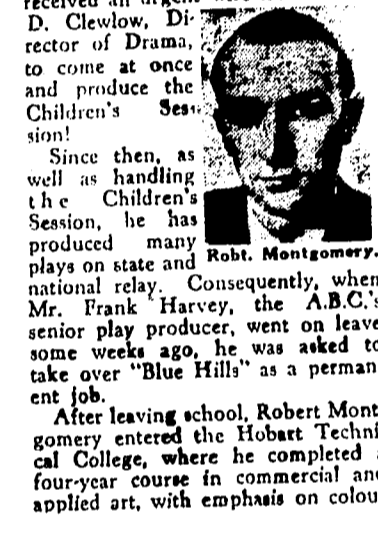 received an urgent
D. Clewlow, Di-
rector of Drama,
to come at once
and produce the
Children's Ses-
sion!
Since then, as
well as handling
the Children's
Session, he has
produced many
plays on state and
Robt. Montgomery.
national relay. Consequently, when
Mr. Frank Harvey, the A.B.C.'s
senior play producer, went on leave
some weeks ago, he was asked to
take over "Blue Hills" as a perman
ent job.
After leaving school, Robert Mont
gomery entered the Hobart Techni
cal College, where he completed
four-year course in commercial and
applied art, with emphasis on colou